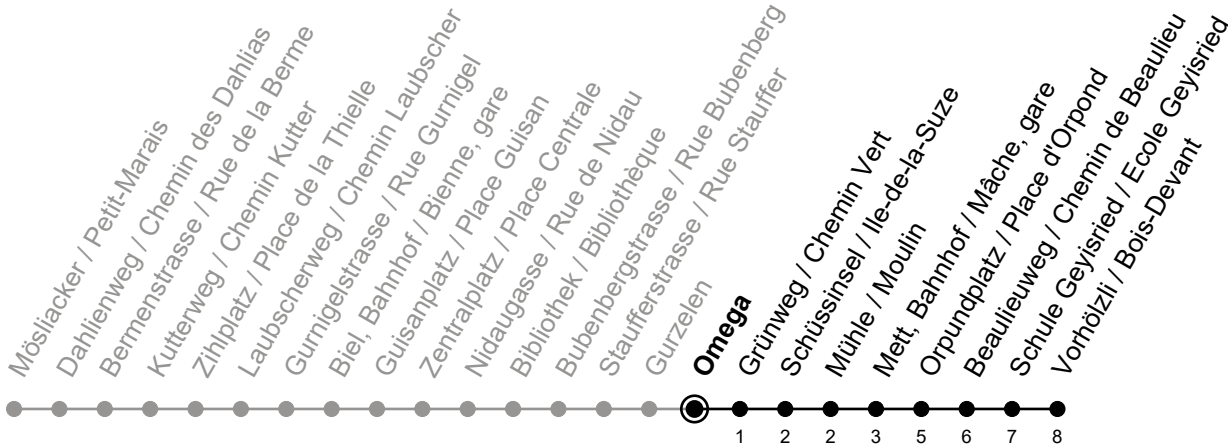 Mösliacker / Petit-Marais
Dahlienweg / Chemin des Dahlias
Bermenstrasse / Rue de la Berme
Kutterweg / Chemin Kutter
Zihlplatz / Place de la Thielle
Laubscherweg / Chemin Laubscher
Gurnigelstrasse / Rue Gurnigel
Biel, Bahnhof / Bienne, gare
Guisanplatz / Place Guisan
Zentralplatz / Place Centrale
Nidaugasse / Rue de Nidau
Bibliothek / Bibliothèque
Bubenbergstrasse / Rue Bubenberg
Staufferstrasse / Rue Stauffer
Gurzelen
Omega
Grünweg / Chemin Vert
Schüssinsel / Ile-de-la-Suze
Mühle / Moulin
Mett, Bahnhof / Mâche, gare
Orpundplatz / Place d'Orpond
Beaulieuweg / Chemin de Beaulieu
Schule Geyisried / Ecole Geyisried
Vorhölzli / Bois-Devant
1 2 2 3 5 6 7 8